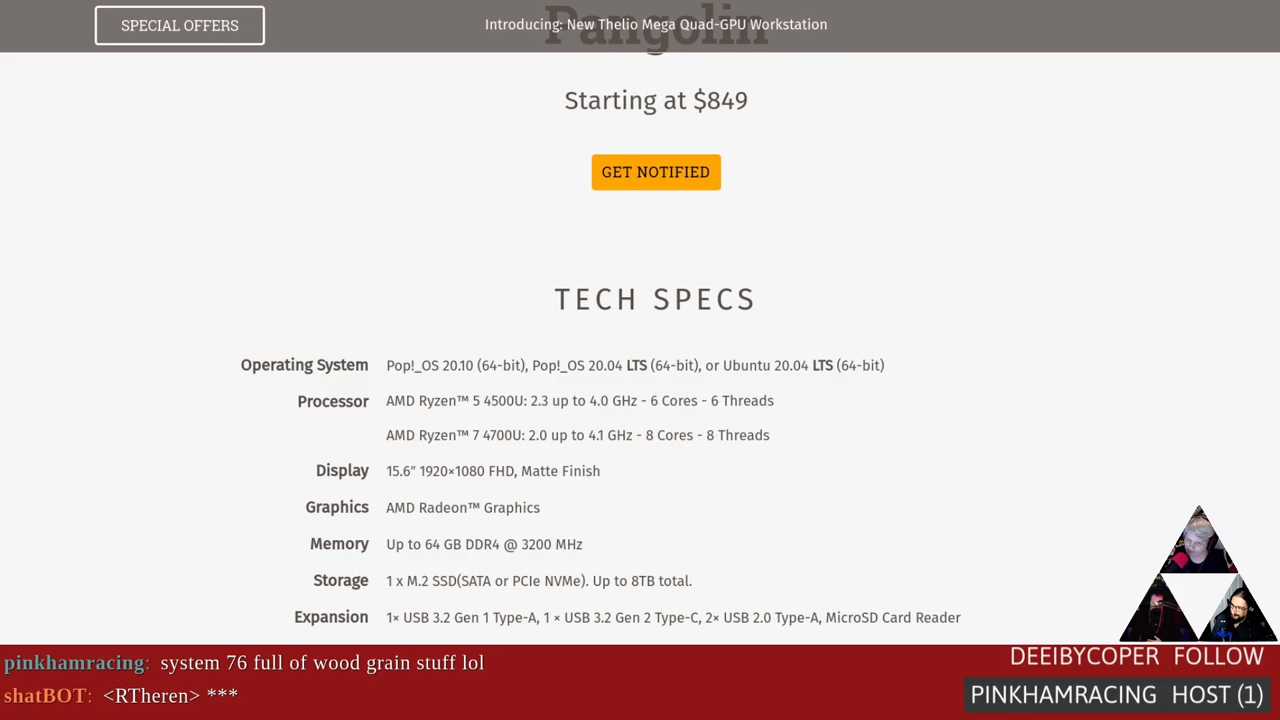 SPECIAL OFFERS
Introducing: New Thelio Mega Quad-GPU Workstation
Pangolin
Starting at $849
GET NOTIFIED
TECH SPECS
Operating System Pop!_OS 20.10 (64-bit), Pop!_OS 20.04 LTS (64-bit), or Ubuntu 20.04 LTS (64-bit)
Processor AMD Ryzen™ 5 4500U: 2.3 up to 4.0 GHz - 6 Cores - 6 Threads
AMD Ryzen™ 7 4700U: 2.0 up to 4.1 GHz - 8 Cores - 8 Threads
Display 15.6″ 1920×1080 FHD, Matte Finish
Graphics AMD Radeon™ Graphics
Memory Up to 64 GB DDR4 @ 3200 MHz
Storage 1 x M.2 SSD(SATA or PCIe NVMe). Up to 8TB total.
Expansion 1× USB 3.2 Gen 1 Type-A, 1 × USB 3.2 Gen 2 Type-C, 2× USB 2.0 Type-A, MicroSD Card Reader
pinkhamracing: system 76 full of wood grain stuff lol
shatBOT: <RTheren> ***
DEEIBYCOPER FOLLOW
PINKHAMRACING HOST (1)